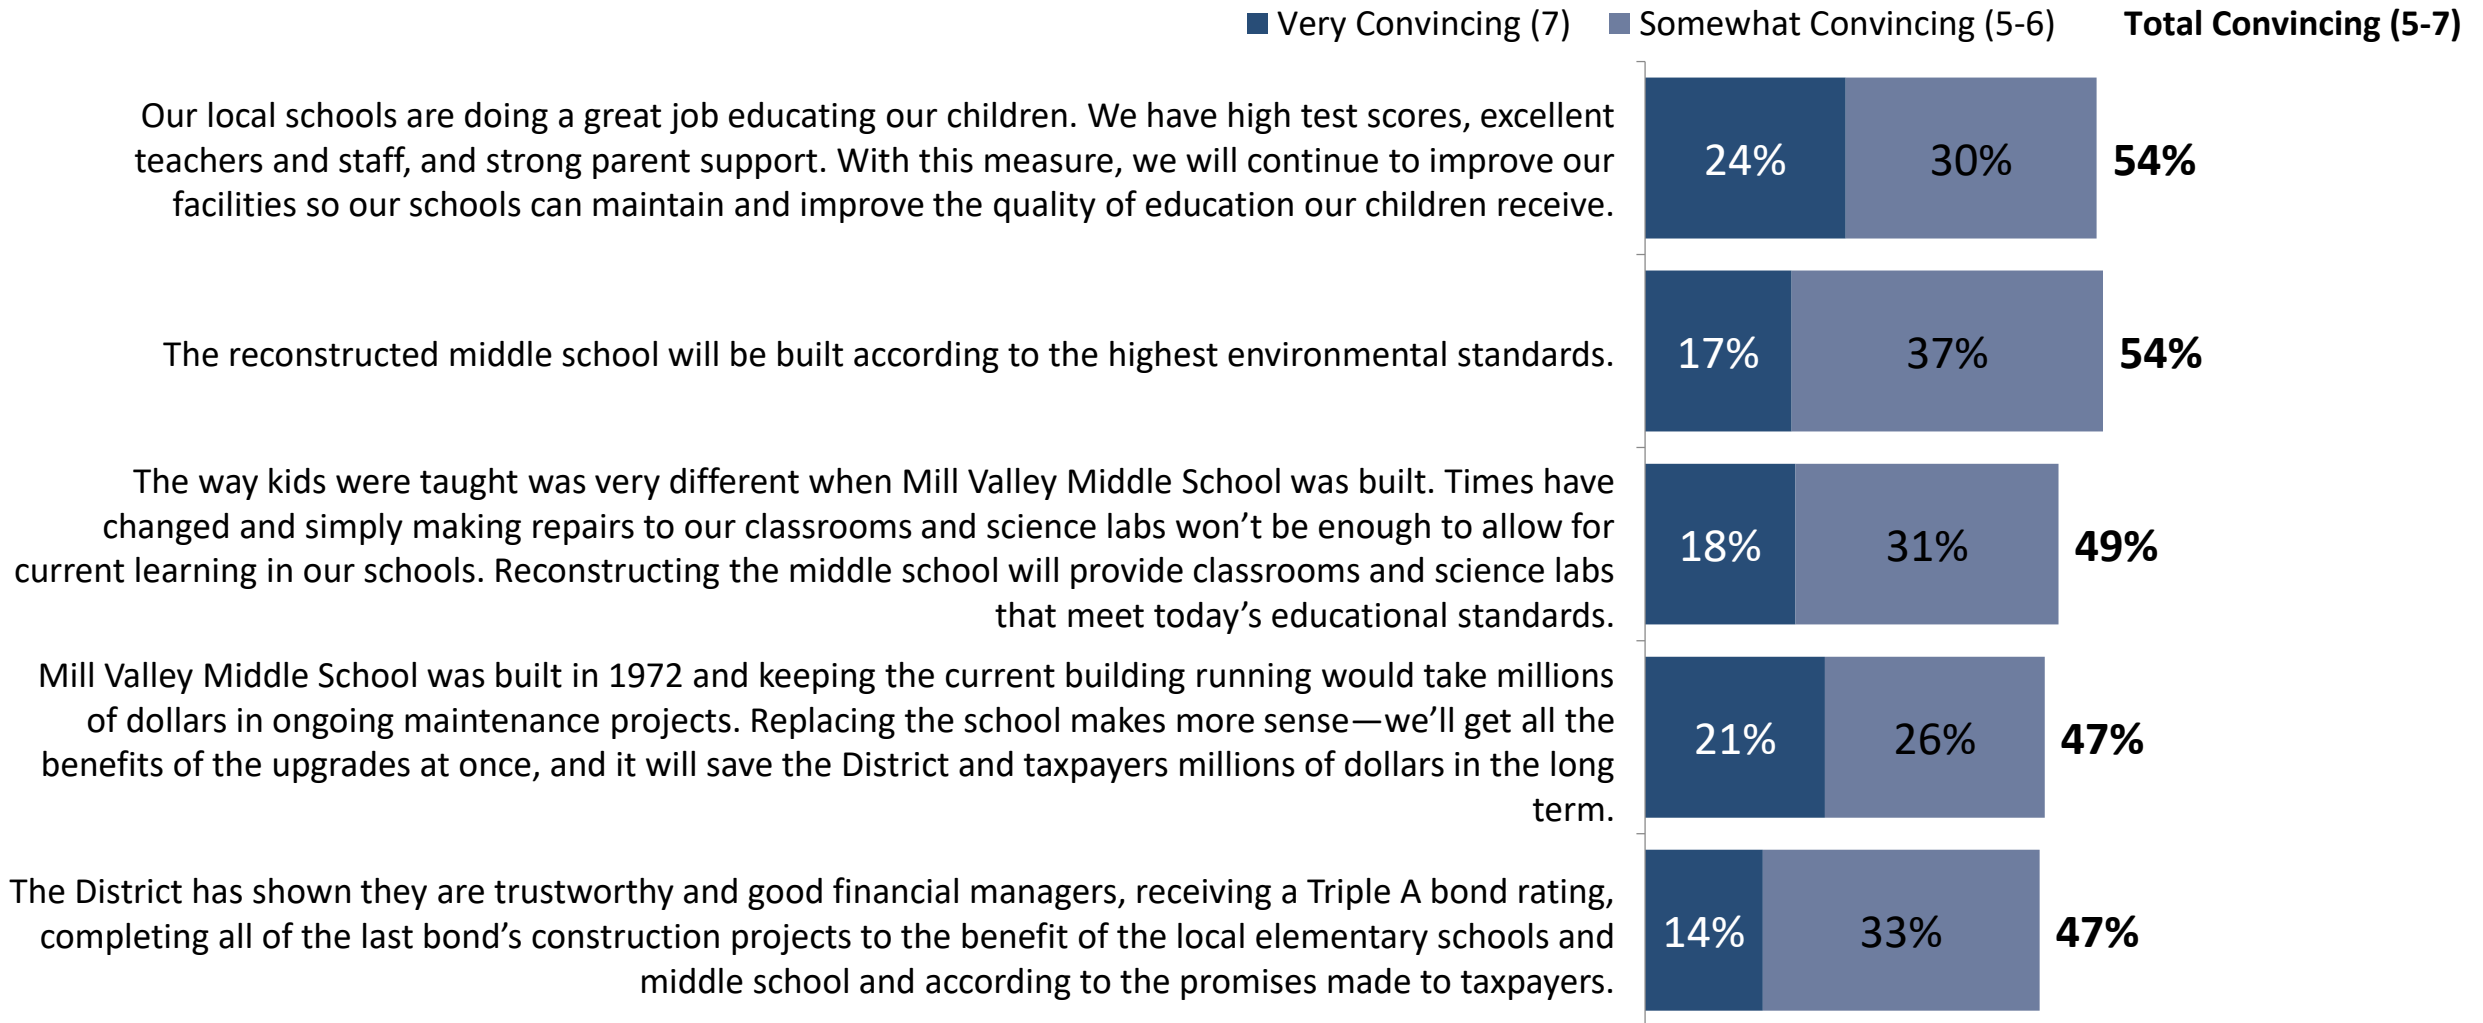 Very Convincing (7) Somewhat Convincing (5-6) Total Convincing (5-7)
Our local schools are doing a great job educating our children. We have high test scores, excellent
teachers and staff, and strong parent support. With this measure, we will continue to improve our
facilities so our schools can maintain and improve the quality of education our children receive.
24% 30% 54%
The reconstructed middle school will be built according to the highest environmental standards.
17% 37% 54%
The way kids were taught was very different when Mill Valley Middle School was built. Times have
changed and simply making repairs to our classrooms and science labs won’t be enough to allow for
current learning in our schools. Reconstructing the middle school will provide classrooms and science labs
that meet today’s educational standards.
18% 31% 49%
Mill Valley Middle School was built in 1972 and keeping the current building running would take millions
of dollars in ongoing maintenance projects. Replacing the school makes more sense—we’ll get all the
benefits of the upgrades at once, and it will save the District and taxpayers millions of dollars in the long
term.
21% 26% 47%
The District has shown they are trustworthy and good financial managers, receiving a Triple A bond rating,
completing all of the last bond’s construction projects to the benefit of the local elementary schools and
middle school and according to the promises made to taxpayers.
14% 33% 47%